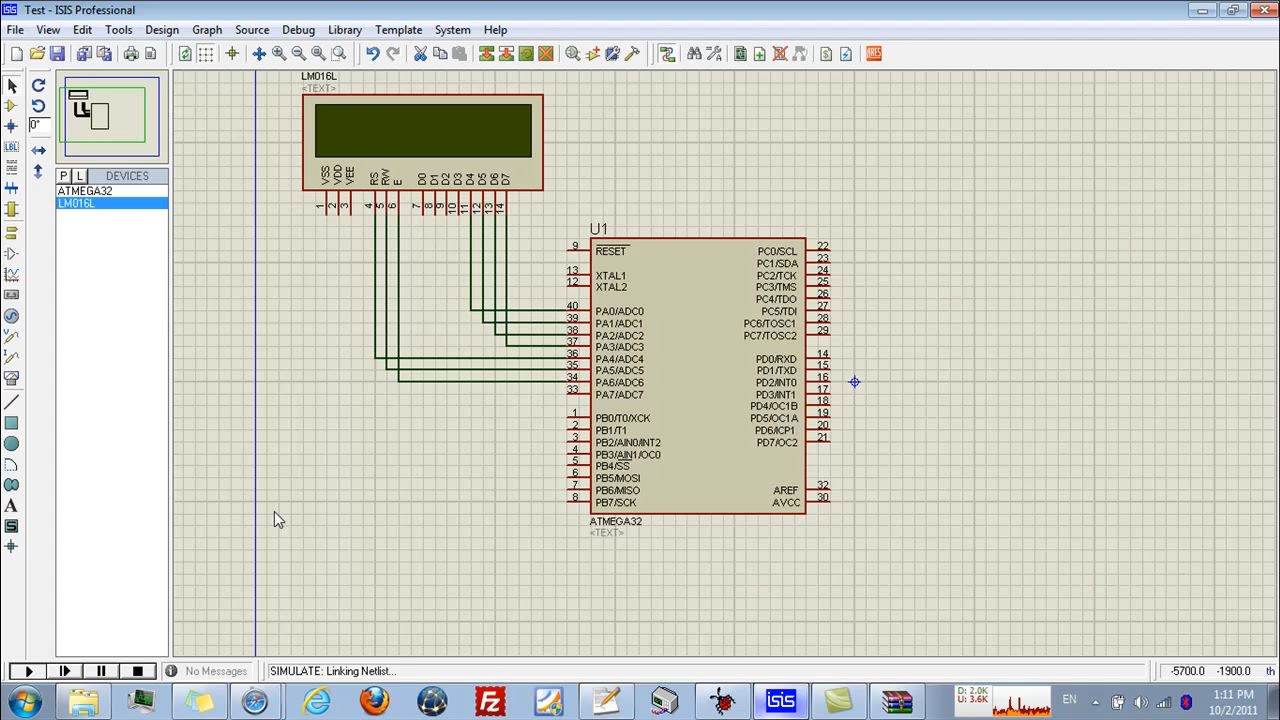 Test - ISIS Professional
File View Edit Tools Design Graph Source Debug Library Template System Help
ARES
LBL
0°
P L DEVICES
ATMEGA32
LM016L
LM016L
<TEXT>
VSS VDD VEE RS RW E D0 D1 D2 D3 D4 D5 D6 D7
1 2 3 4 5 6 7 8 9 10 11 12 13 14
U1
9 RESET
13 XTAL1
12 XTAL2
40 PA0/ADC0
39 PA1/ADC1
38 PA2/ADC2
37 PA3/ADC3
36 PA4/ADC4
35 PA5/ADC5
34 PA6/ADC6
33 PA7/ADC7
1 PB0/T0/XCK
2 PB1/T1
3 PB2/AIN0/INT2
4 PB3/AIN1/OC0
5 PB4/SS
6 PB5/MOSI
7 PB6/MISO
8 PB7/SCK
PC0/SCL 22
PC1/SDA 23
PC2/TCK 24
PC3/TMS 25
PC4/TDO 26
PC5/TDI 27
PC6/TOSC1 28
PC7/TOSC2 29
PD0/RXD 14
PD1/TXD 15
PD2/INT0 16
PD3/INT1 17
PD4/OC1B 18
PD5/OC1A 19
PD6/ICP1 20
PD7/OC2 21
AREF 32
AVCC 30
ATMEGA32
<TEXT>
No Messages
SIMULATE: Linking Netlist...
-5700.0 -1900.0 th
isis
D: 2.0K
U: 3.6K
EN
1:11 PM
10/2/2011